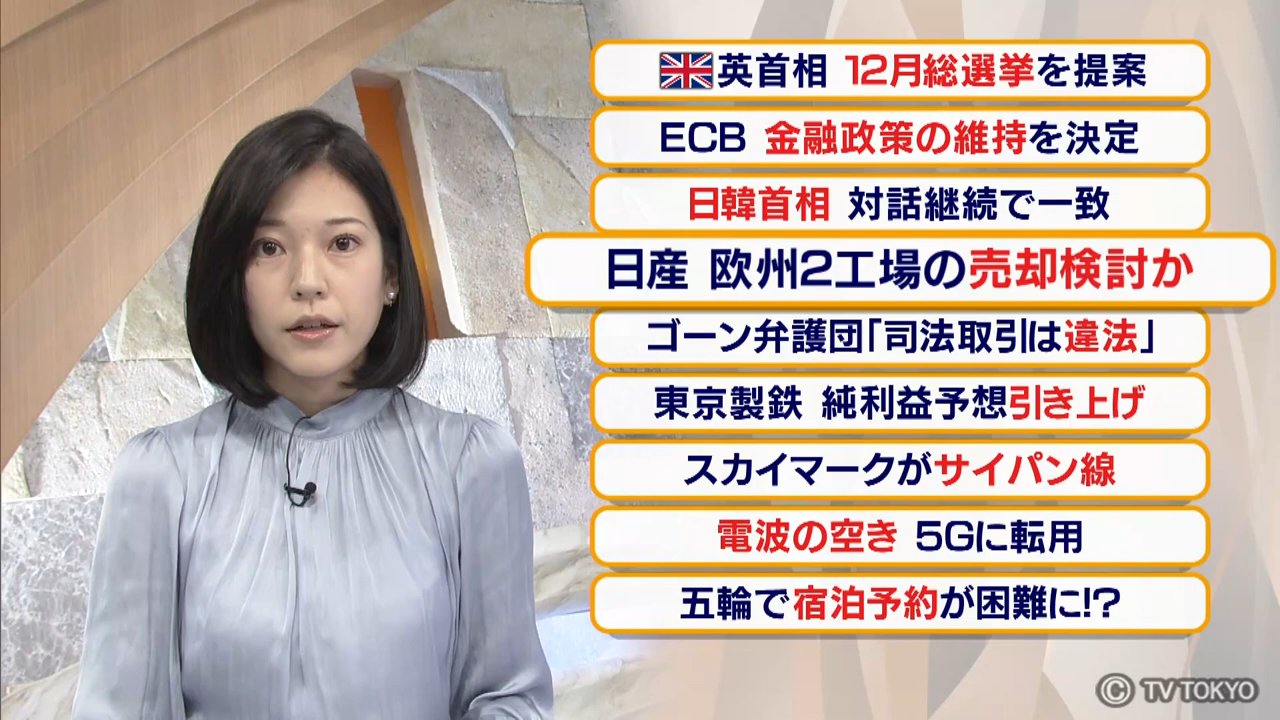 英首相 12月総選挙を提案
ECB 金融政策の維持を決定
日韓首相 対話継続で一致
日産 欧州2工場の売却検討か
ゴーン弁護団「司法取引は違法」
東京製鉄 純利益予想引き上げ
スカイマークがサイパン線
電波の空き 5Gに転用
五輪で宿泊予約が困難に!?
© TV TOKYO